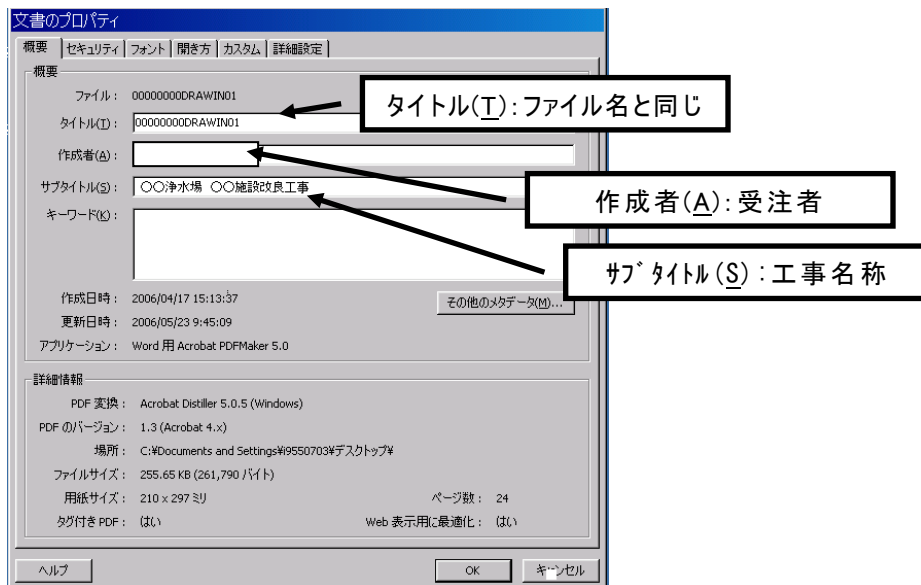 文書のプロパティ
概要 セキュリティ フォント 開き方 カスタム 詳細設定
概要
ファイル： 00000000DRAWIN01
タイトル(T)： 00000000DRAWIN01
タイトル(T)：ファイル名と同じ
作成者(A)：
作成者(A)：受注者
サブタイトル(S)： 〇〇浄水場 〇〇施設改良工事
ｻﾌﾞﾀｲﾄﾙ(S)：工事名称
キーワード(K)：
作成日時： 2006/04/17 15:13:37
その他のメタデータ(M)...
更新日時： 2006/05/23 9:45:09
アプリケーション： Word 用 Acrobat PDFMaker 5.0
詳細情報
PDF 変換： Acrobat Distiller 5.0.5 (Windows)
PDF のバージョン： 1.3 (Acrobat 4.x)
場所： C:¥Documents and Settings¥i9550703¥デスクトップ¥
ファイルサイズ： 255.65 KB (261,790 バイト)
用紙サイズ： 210 x 297 ミリ ページ数： 24
タグ付き PDF： はい Web 表示用に最適化： はい
ヘルプ OK キャンセル